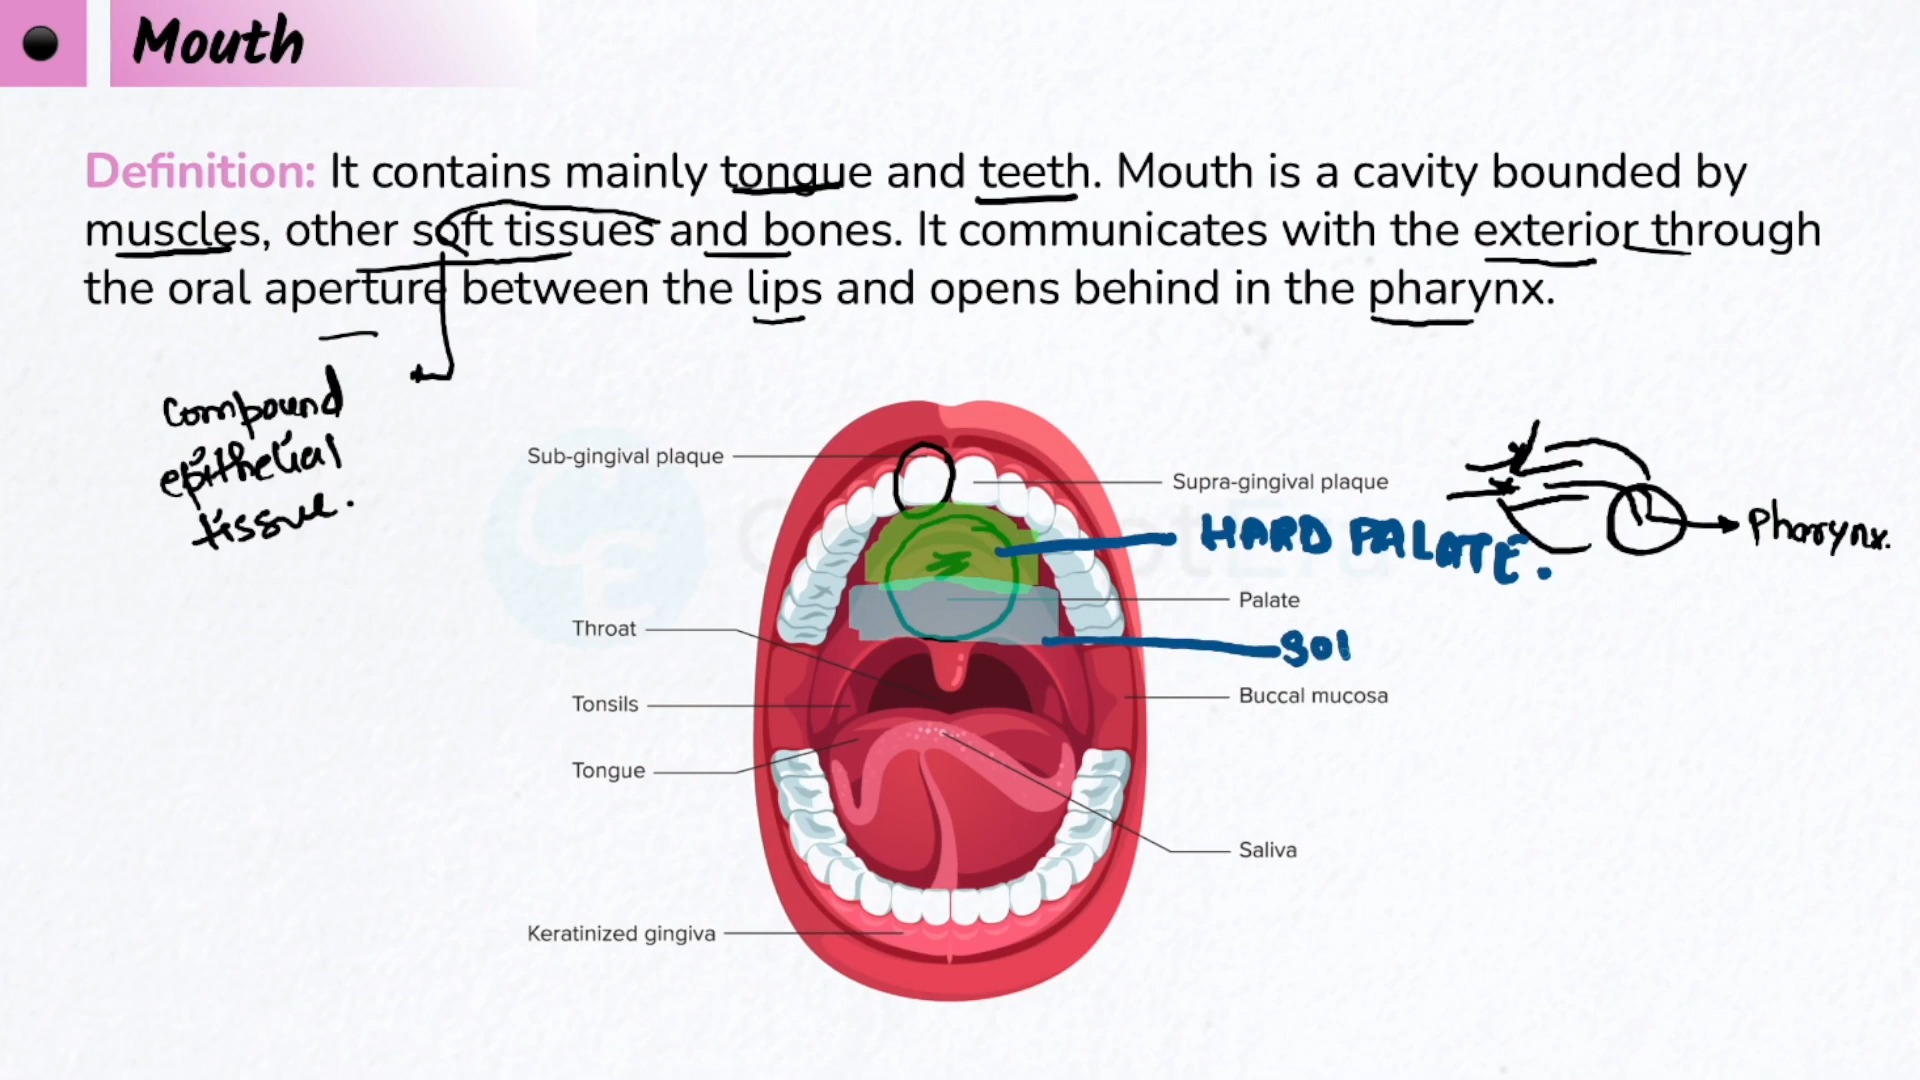 Mouth
Definition: It contains mainly tongue and teeth. Mouth is a cavity bounded by
muscles, other soft tissues and bones. It communicates with the exterior through
the oral aperture between the lips and opens behind in the pharynx.
Compound
epithelial
tissue.
Sub-gingival plaque
Supra-gingival plaque
HARD PALATE.
Pharynx.
Palate
Throat
SOl
Tonsils
Buccal mucosa
Tongue
Saliva
Keratinized gingiva